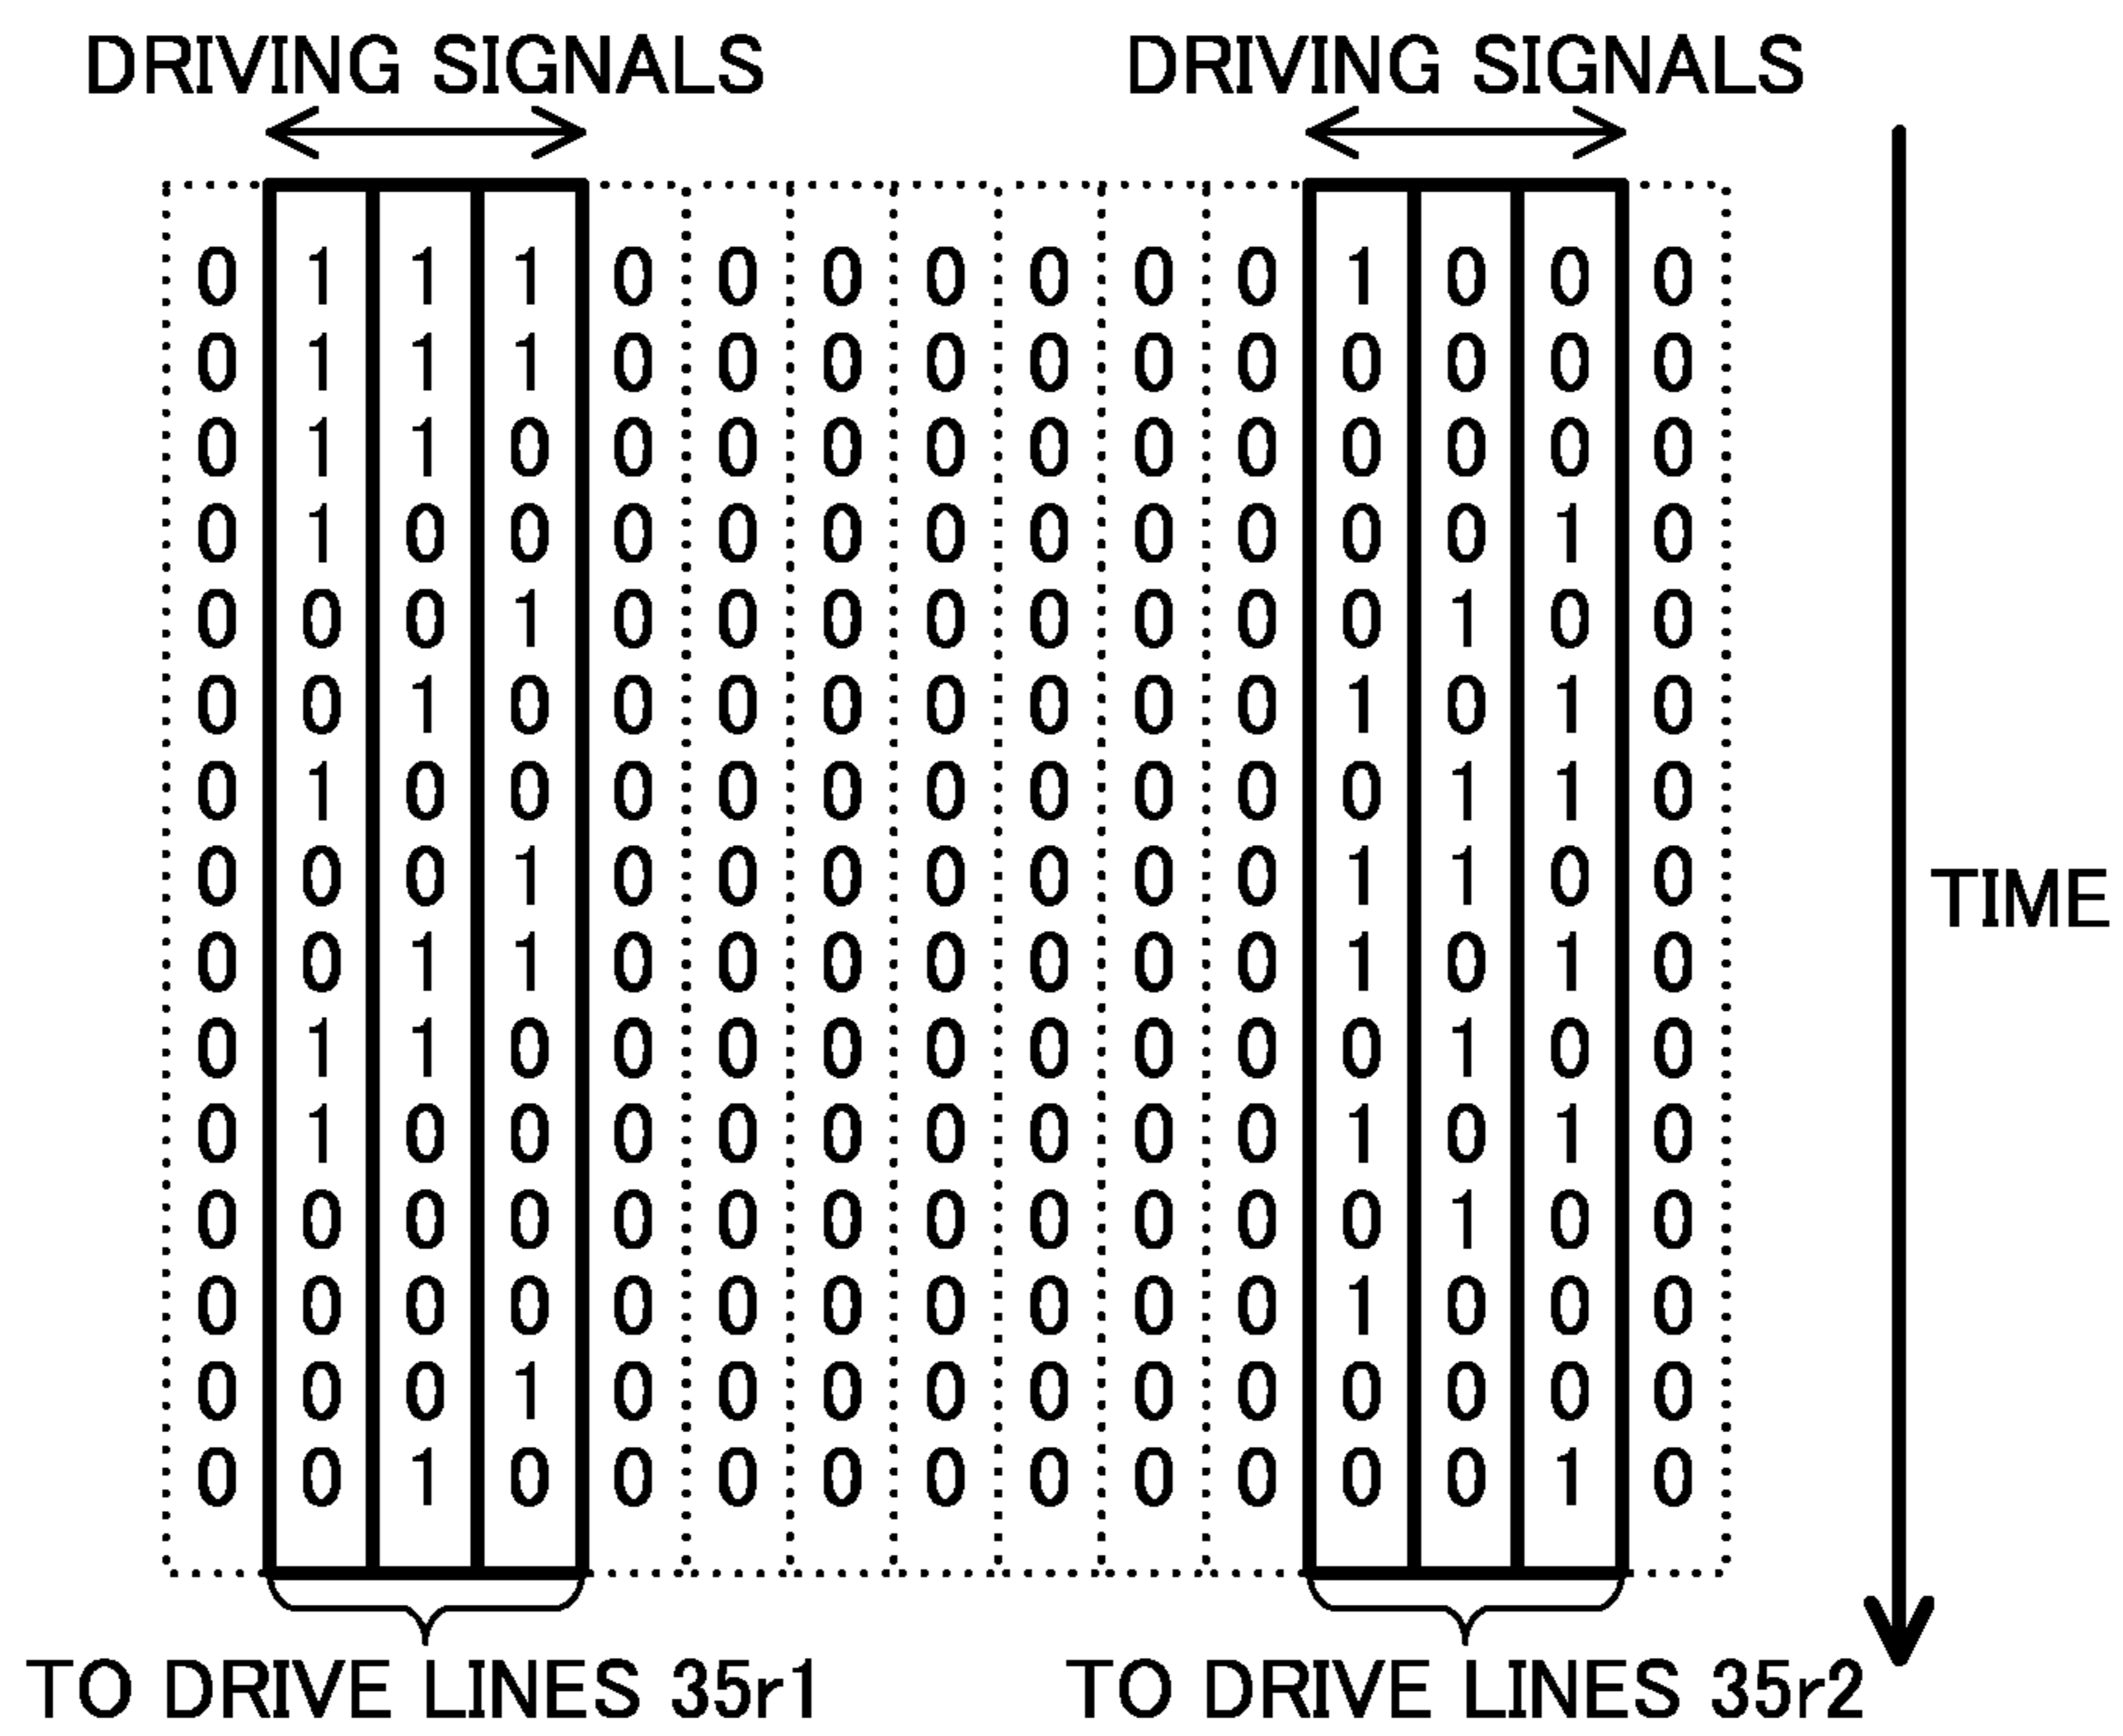 DRIVING SIGNALS DRIVING SIGNALS
0 1 1 1 0 0 0 0 0 0 0 1 0 0 0
0 1 1 1 0 0 0 0 0 0 0 0 0 0 0
0 1 1 0 0 0 0 0 0 0 0 0 0 0 0
0 1 0 0 0 0 0 0 0 0 0 0 0 1 0
0 0 0 1 0 0 0 0 0 0 0 0 1 0 0
0 0 1 0 0 0 0 0 0 0 0 1 0 1 0
0 1 0 0 0 0 0 0 0 0 0 0 1 1 0
0 0 0 1 0 0 0 0 0 0 0 1 1 0 0
TIME
0 0 1 1 0 0 0 0 0 0 0 1 0 1 0
0 1 1 0 0 0 0 0 0 0 0 0 1 0 0
0 1 0 0 0 0 0 0 0 0 0 1 0 1 0
0 0 0 0 0 0 0 0 0 0 0 0 1 0 0
0 0 0 0 0 0 0 0 0 0 0 1 0 0 0
0 0 0 1 0 0 0 0 0 0 0 0 0 0 0
0 0 1 0 0 0 0 0 0 0 0 0 0 1 0
TO DRIVE LINES 35r1 TO DRIVE LINES 35r2